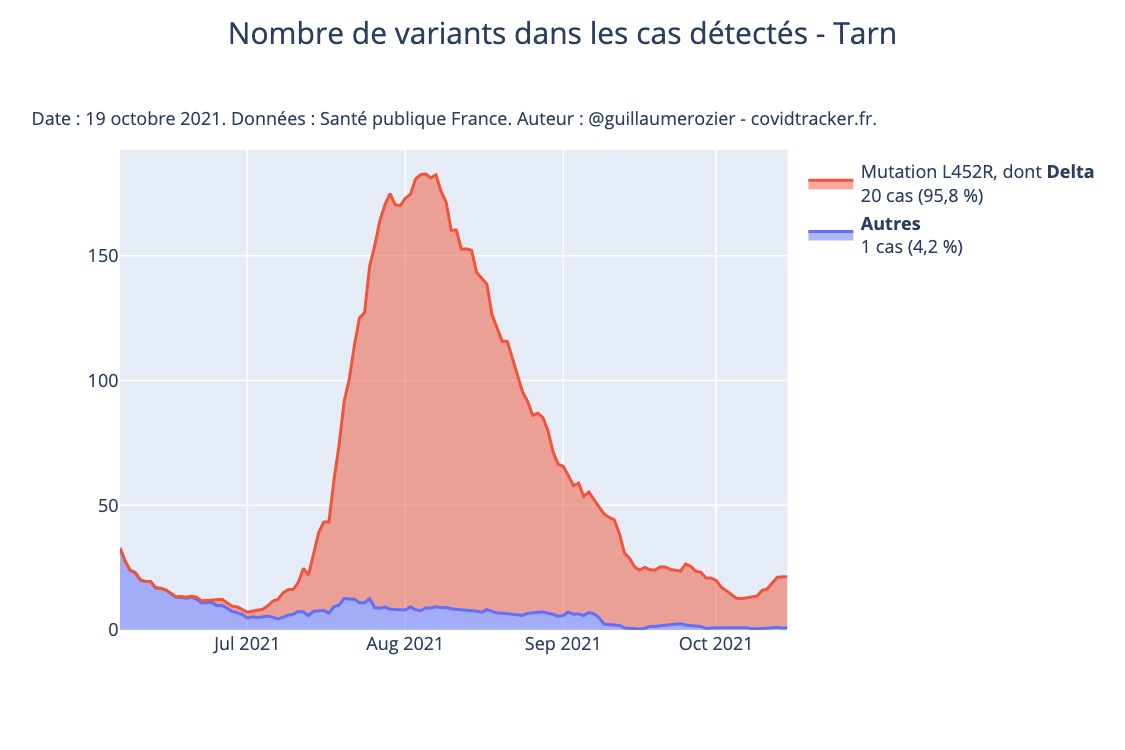 Nombre de variants dans les cas détectés - Tarn
Date : 19 octobre 2021. Données : Santé publique France. Auteur : @guillaumerozier - covidtracker.fr.
Mutation L452R, dont Delta
20 cas (95,8 %)
Autres
1 cas (4,2 %)
150
100
50
0
Jul 2021
Aug 2021
Sep 2021
Oct 2021